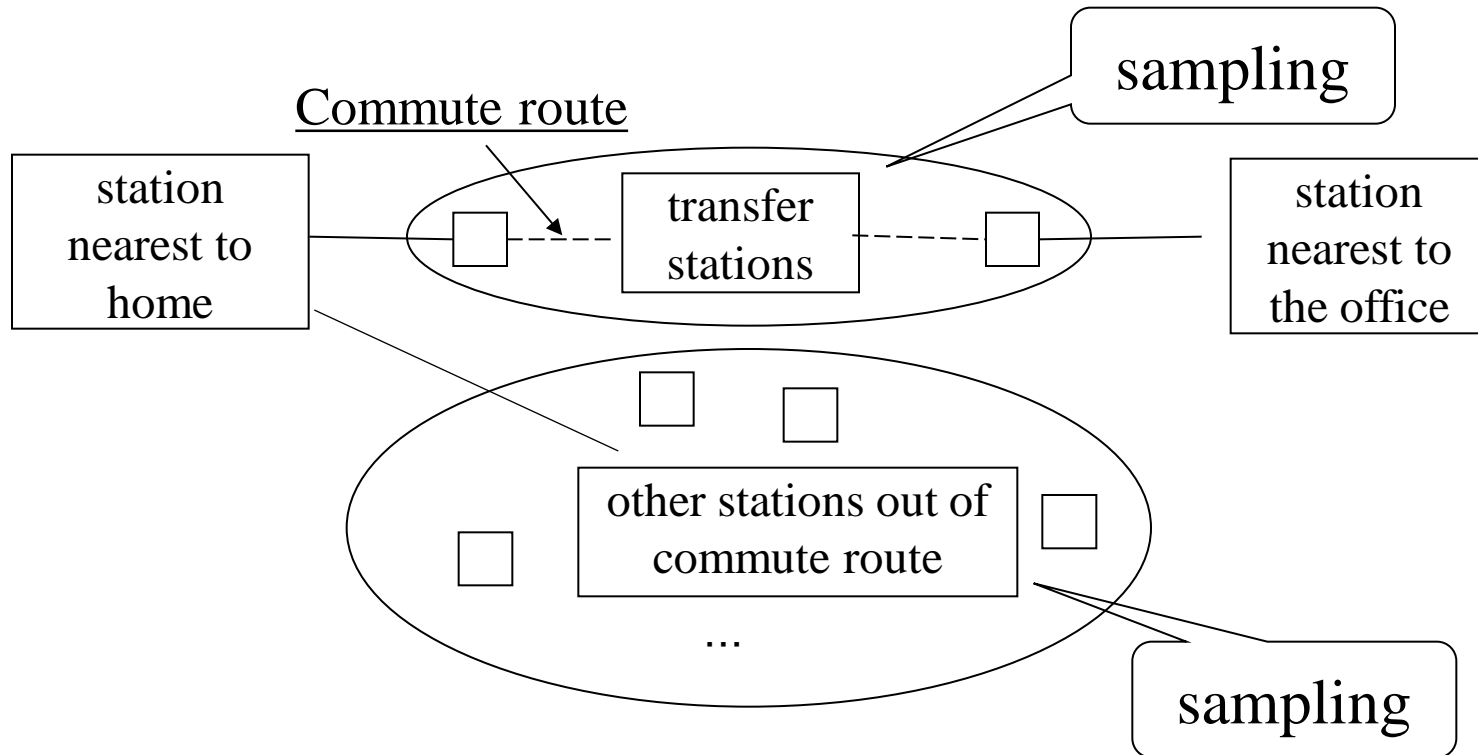 sampling
Commute route
station
nearest to
home
transfer
stations
station
nearest to
the office
other stations out of
commute route
...
sampling